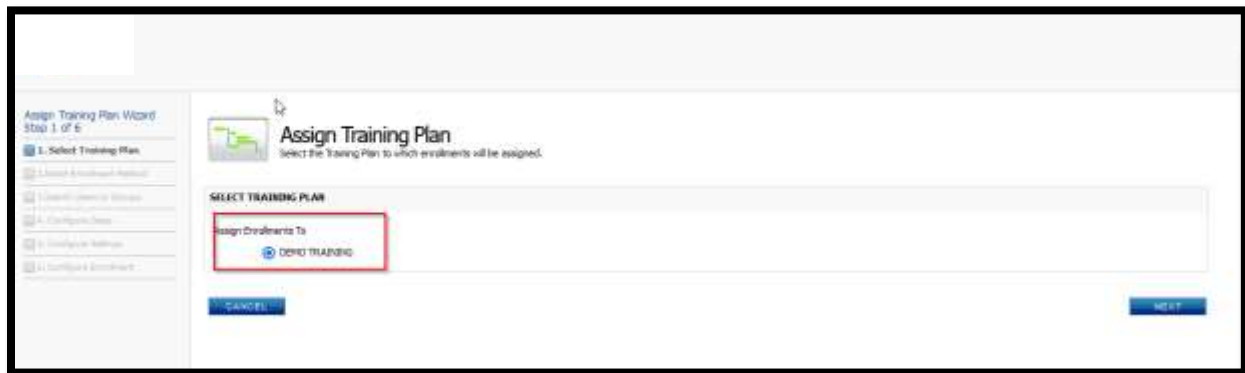 Assign Training Plan Wizard
Step 1 of 6
1. Select Training Plan
Assign Training Plan
Select the Training Plan to which enrollments will be assigned.
SELECT TRAINING PLAN
Assign Enrollments To
DEMO TRAINING
CANCEL
NEXT